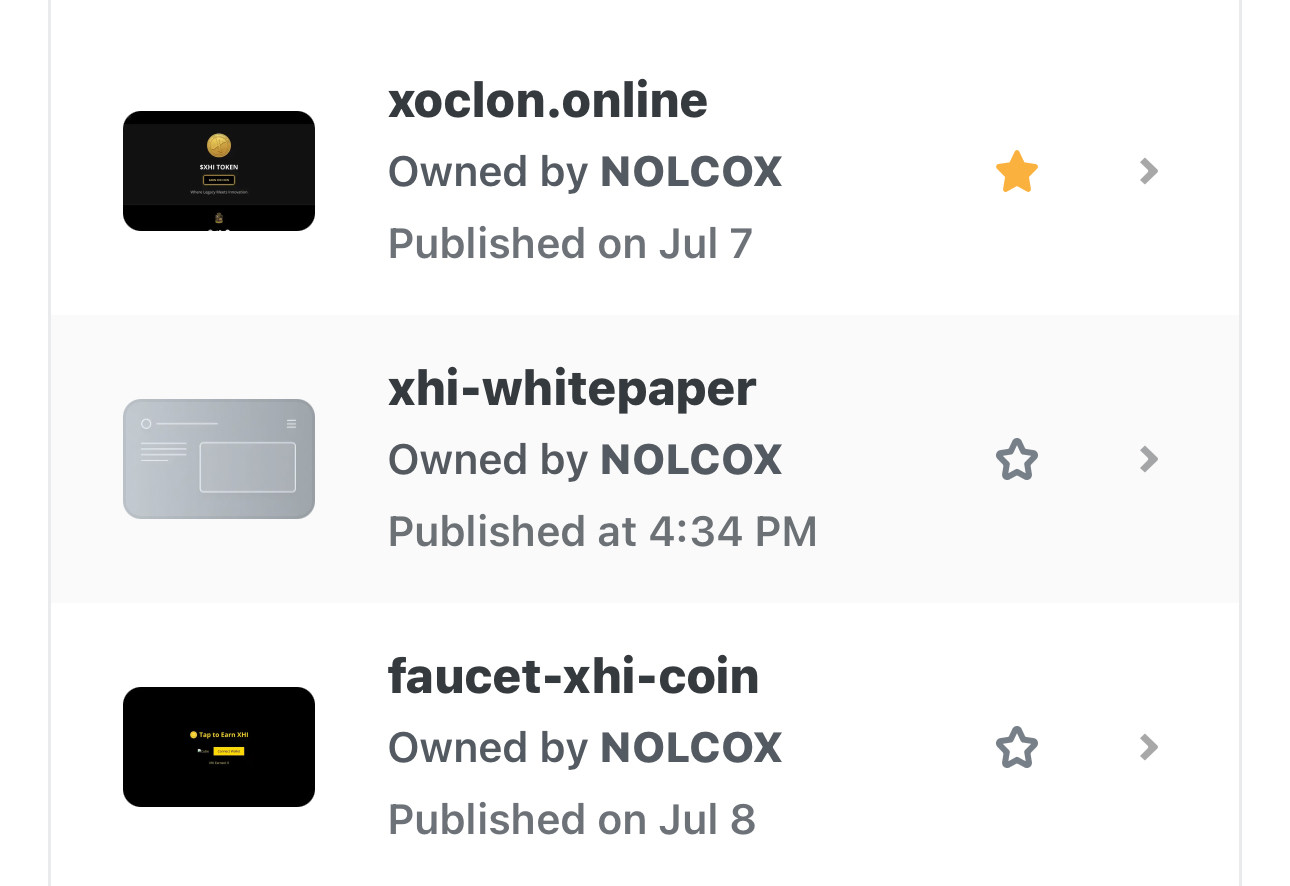 xoclon.online
Owned by NOLCOX
Published on Jul 7
$XHI TOKEN
Where Legacy Meets Innovation
xhi-whitepaper
Owned by NOLCOX
Published at 4:34 PM
faucet-xhi-coin
Owned by NOLCOX
Published on Jul 8
Tap to Earn XHI
Connect Wallet